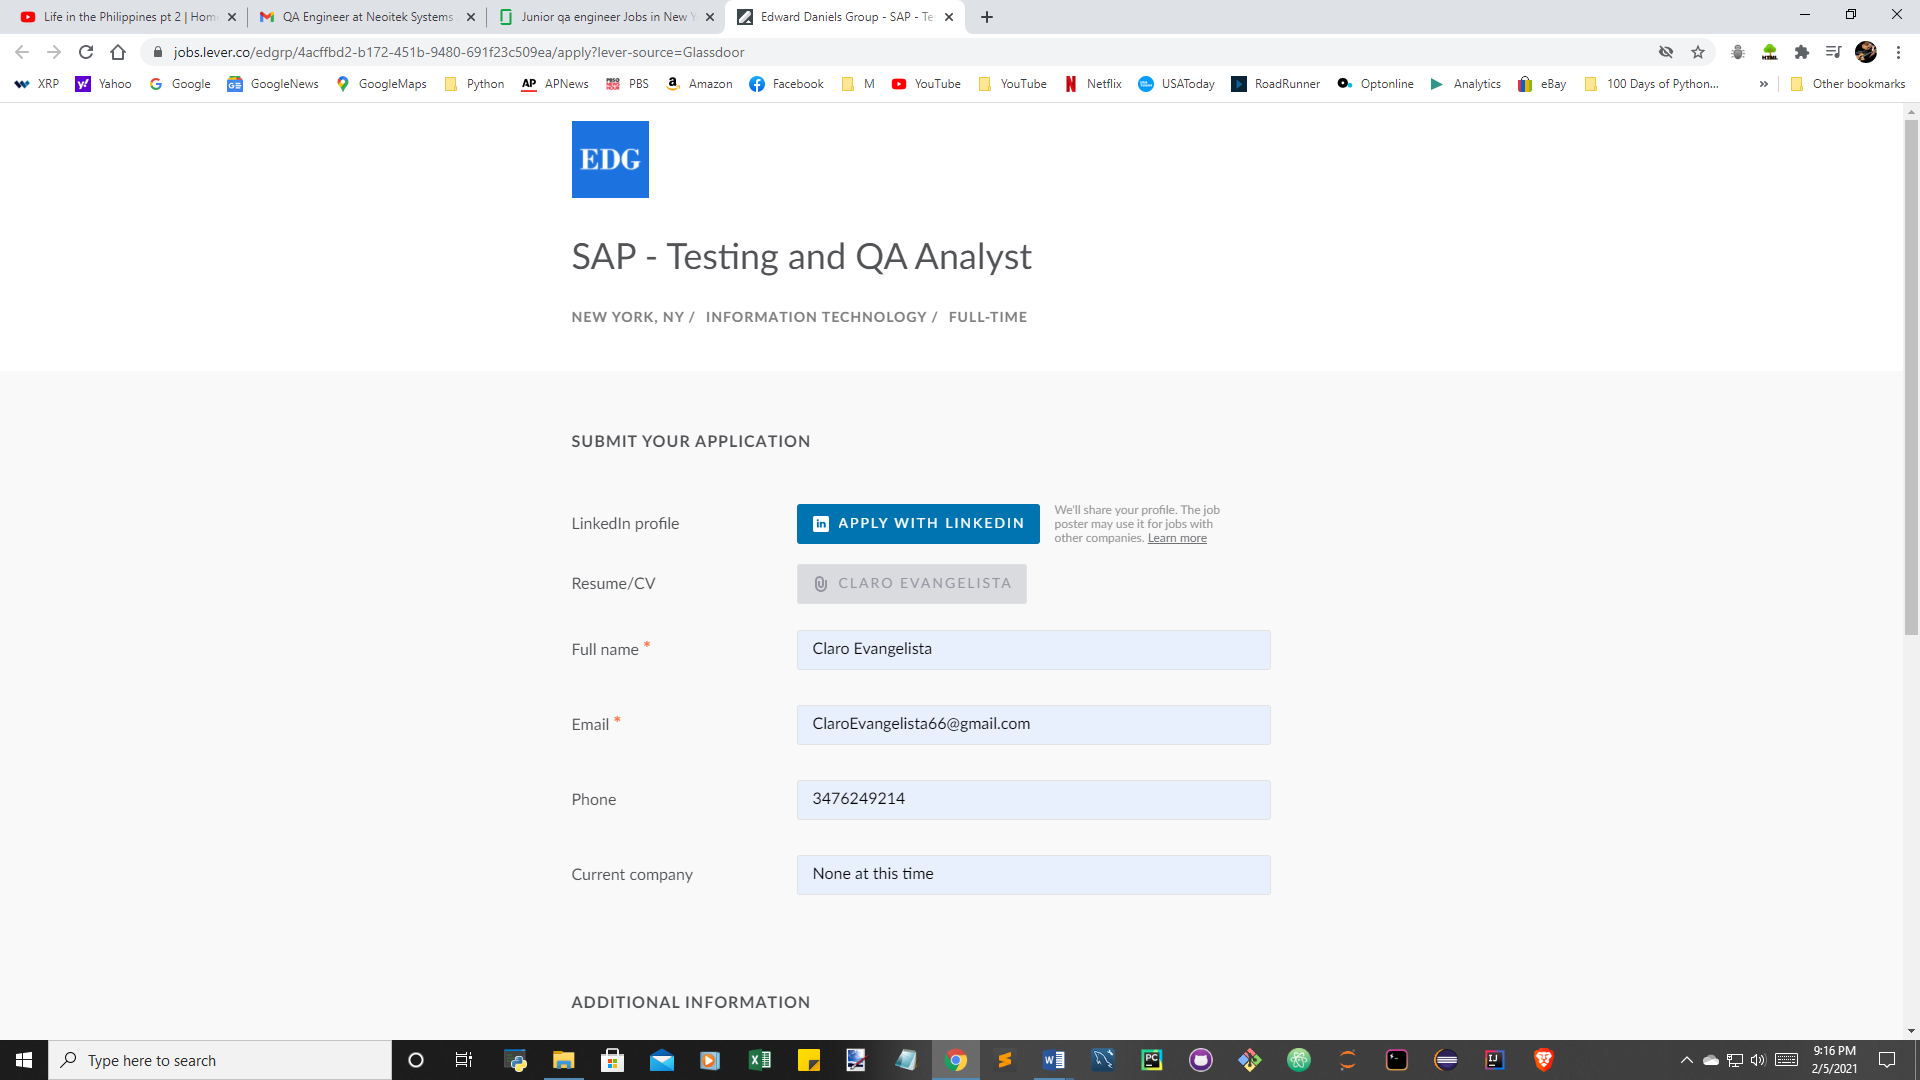 Life in the Philippines pt 2 | Hom
QA Engineer at Neoitek Systems
Junior qa engineer Jobs in New Y
Edward Daniels Group - SAP - Te
jobs.lever.co/edgrp/4acffbd2-b172-451b-9480-691f23c509ea/apply?lever-source=Glassdoor
XRP Yahoo Google GoogleNews GoogleMaps Python APNews PBS Amazon Facebook M YouTube YouTube Netflix USAToday RoadRunner Optonline Analytics eBay 100 Days of Python... » Other bookmarks
EDG
SAP - Testing and QA Analyst
NEW YORK, NY / INFORMATION TECHNOLOGY / FULL-TIME
SUBMIT YOUR APPLICATION
LinkedIn profile
in APPLY WITH LINKEDIN
We'll share your profile. The job
poster may use it for jobs with
other companies. Learn more
Resume/CV
CLARO EVANGELISTA
Full name *
Claro Evangelista
Email *
ClaroEvangelista66@gmail.com
Phone
3476249214
Current company
None at this time
ADDITIONAL INFORMATION
Type here to search
9:16 PM
2/5/2021